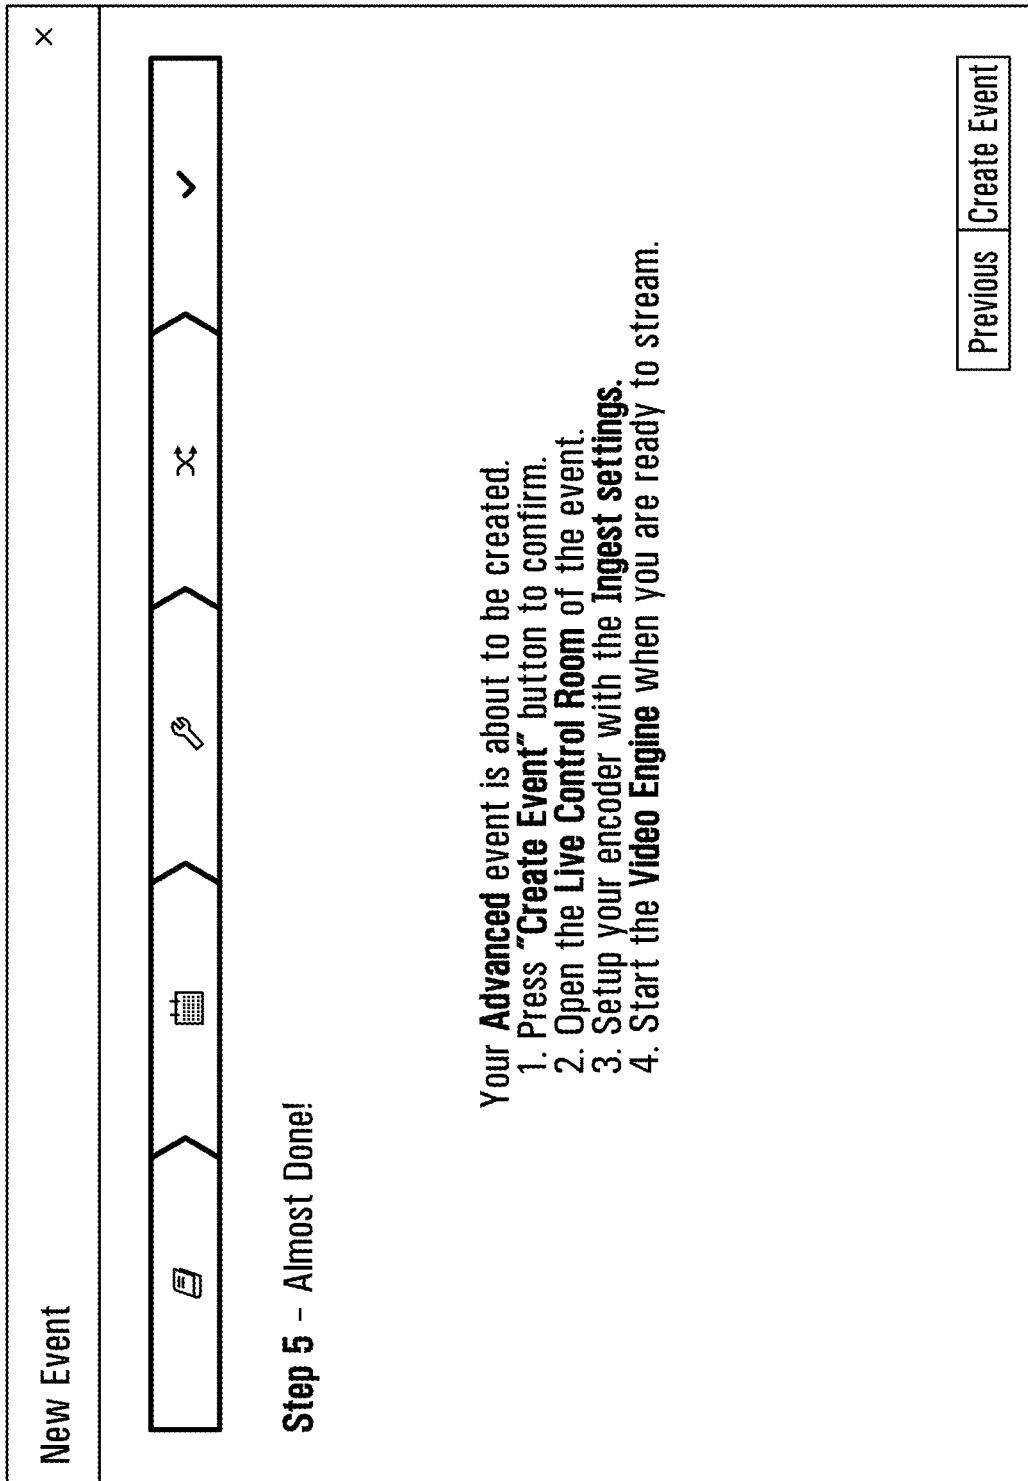 New Event ×
Step 5 – Almost Done!
Your Advanced event is about to be created.
1. Press "Create Event" button to confirm.
2. Open the Live Control Room of the event.
3. Setup your encoder with the Ingest settings.
4. Start the Video Engine when you are ready to stream.
Previous Create Event